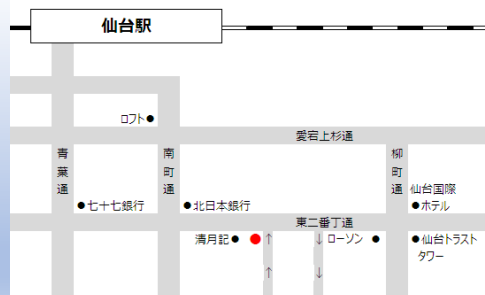 仙台駅
ロフト●
愛宕上杉通
青葉通
南町通
柳町通
仙台国際
●ホテル
●七十七銀行
●北日本銀行
東二番丁通
清月記●
↑
↓
ローソン ●
●仙台トラスト
タワー
↑
↓